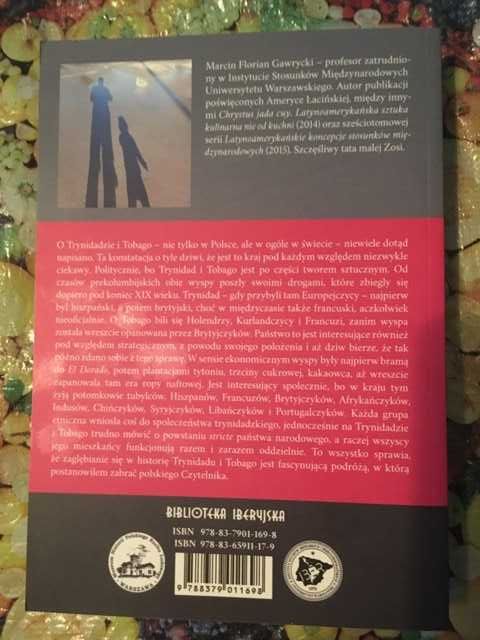 Marcin Florian Gawrycki – profesor zatrudnio-
ny w Instytucie Stosunków Międzynarodowych
Uniwersytetu Warszawskiego. Autor publikacji
poświęconych Ameryce Łacińskiej, między inny-
mi Chrystus jada cuy. Latynoamerykańska sztuka
kulinarna nie od kuchni (2014) oraz sześciotomowej
serii Latynoamerykańskie koncepcje stosunków mię-
dzynarodowych (2015). Szczęśliwy tata małej Zosi.
O Trynidadzie i Tobago – nie tylko w Polsce, ale w ogóle w świecie – niewiele dotąd
napisano. Ta konstatacja o tyle dziwi, że jest to kraj pod każdym względem niezwykle
ciekawy. Politycznie, bo Trynidad i Tobago jest po części tworem sztucznym. Od
czasów prekolumbijskich obie wyspy poszły swoimi drogami, które zbiegły się
dopiero pod koniec XIX wieku. Trynidad – gdy przybyli tam Europejczycy – najpierw
był hiszpański, a potem brytyjski, choć w międzyczasie także francuski, aczkolwiek
nieoficjalnie. O Tobago bili się Holendrzy, Kurlandczycy i Francuzi, zanim wyspa
została wreszcie opanowana przez Brytyjczyków. Państwo to jest interesujące również
pod względem strategicznym, z powodu swojego położenia i aż dziw bierze, że tak
późno zdano sobie z tego sprawę. W sensie ekonomicznym wyspy były najpierw bramą
do El Dorado, potem plantacjami tytoniu, trzciny cukrowej, kakaowca, aż wreszcie
zapanowała tam era ropy naftowej. Jest interesujący społecznie, bo w kraju tym
żyją potomkowie tubylców, Hiszpanów, Francuzów, Brytyjczyków, Afrykańczyków,
Indusów, Chińczyków, Syryjczyków, Libańczyków i Portugalczyków. Każda grupa
etniczna wniosła coś do społeczeństwa trynidadzkiego, jednocześnie na Trynidadzie
i Tobago trudno mówić o powstaniu stricte państwa narodowego, a raczej wszyscy
jego mieszkańcy funkcjonują razem i zarazem oddzielnie. To wszystko sprawia,
że zagłębianie się w historię Trynidadu i Tobago jest fascynującą podróżą, w którą
postanowiłem zabrać polskiego Czytelnika.
BIBLIOTEKA IBERYJSKA
ISBN 978-83-7901-169-8
ISBN 978-83-65911-17-9
WARSZAWA
9 788379 011698